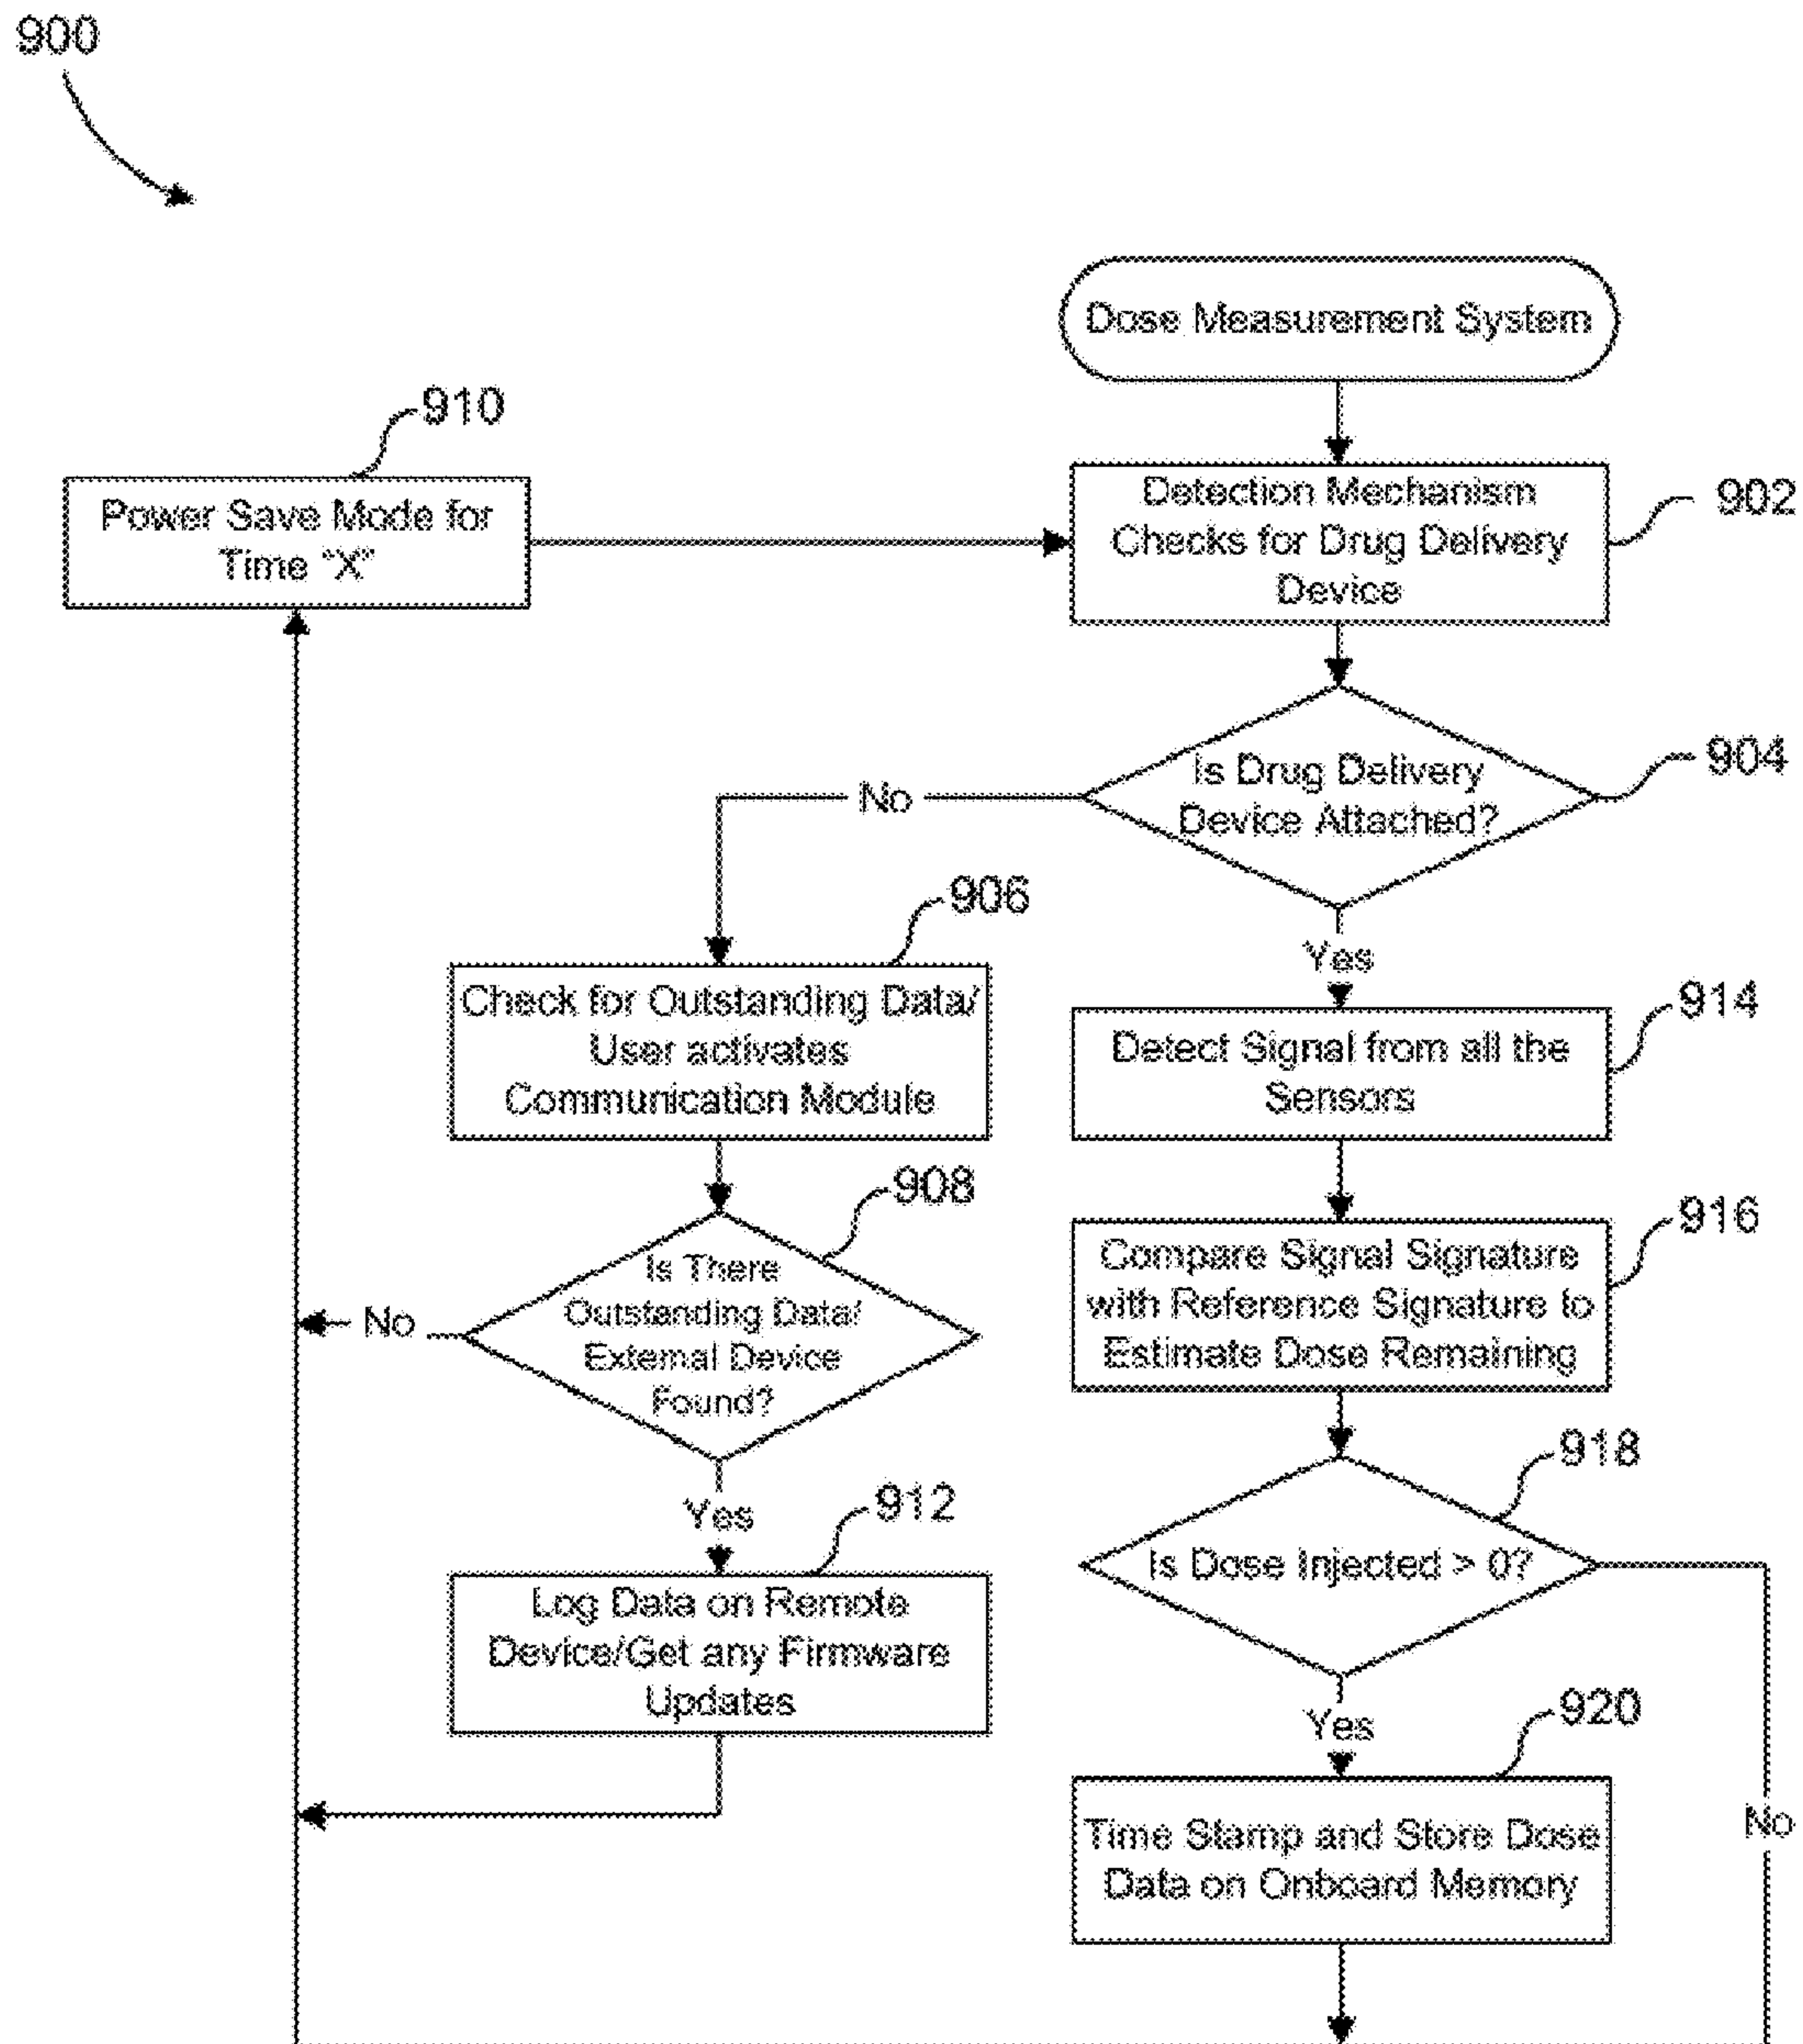 900
Dose Measurement System
910
Power Save Mode for
Time "X"
Detection Mechanism
Checks for Drug Delivery
Device
902
Is Drug Delivery
Device Attached?
904
No
906
Check for Outstanding Data/
User activates
Communication Module
Yes
914
Detect Signal from all the
Sensors
908
Is There
Outstanding Data/
External Device
Found?
No
916
Compare Signal Signature
with Reference Signature to
Estimate Dose Remaining
Yes
912
Log Data on Remote
Device/Get any Firmware
Updates
918
Is Dose Injected > 0?
Yes
920
Time Stamp and Store Dose
Data on Onboard Memory
No